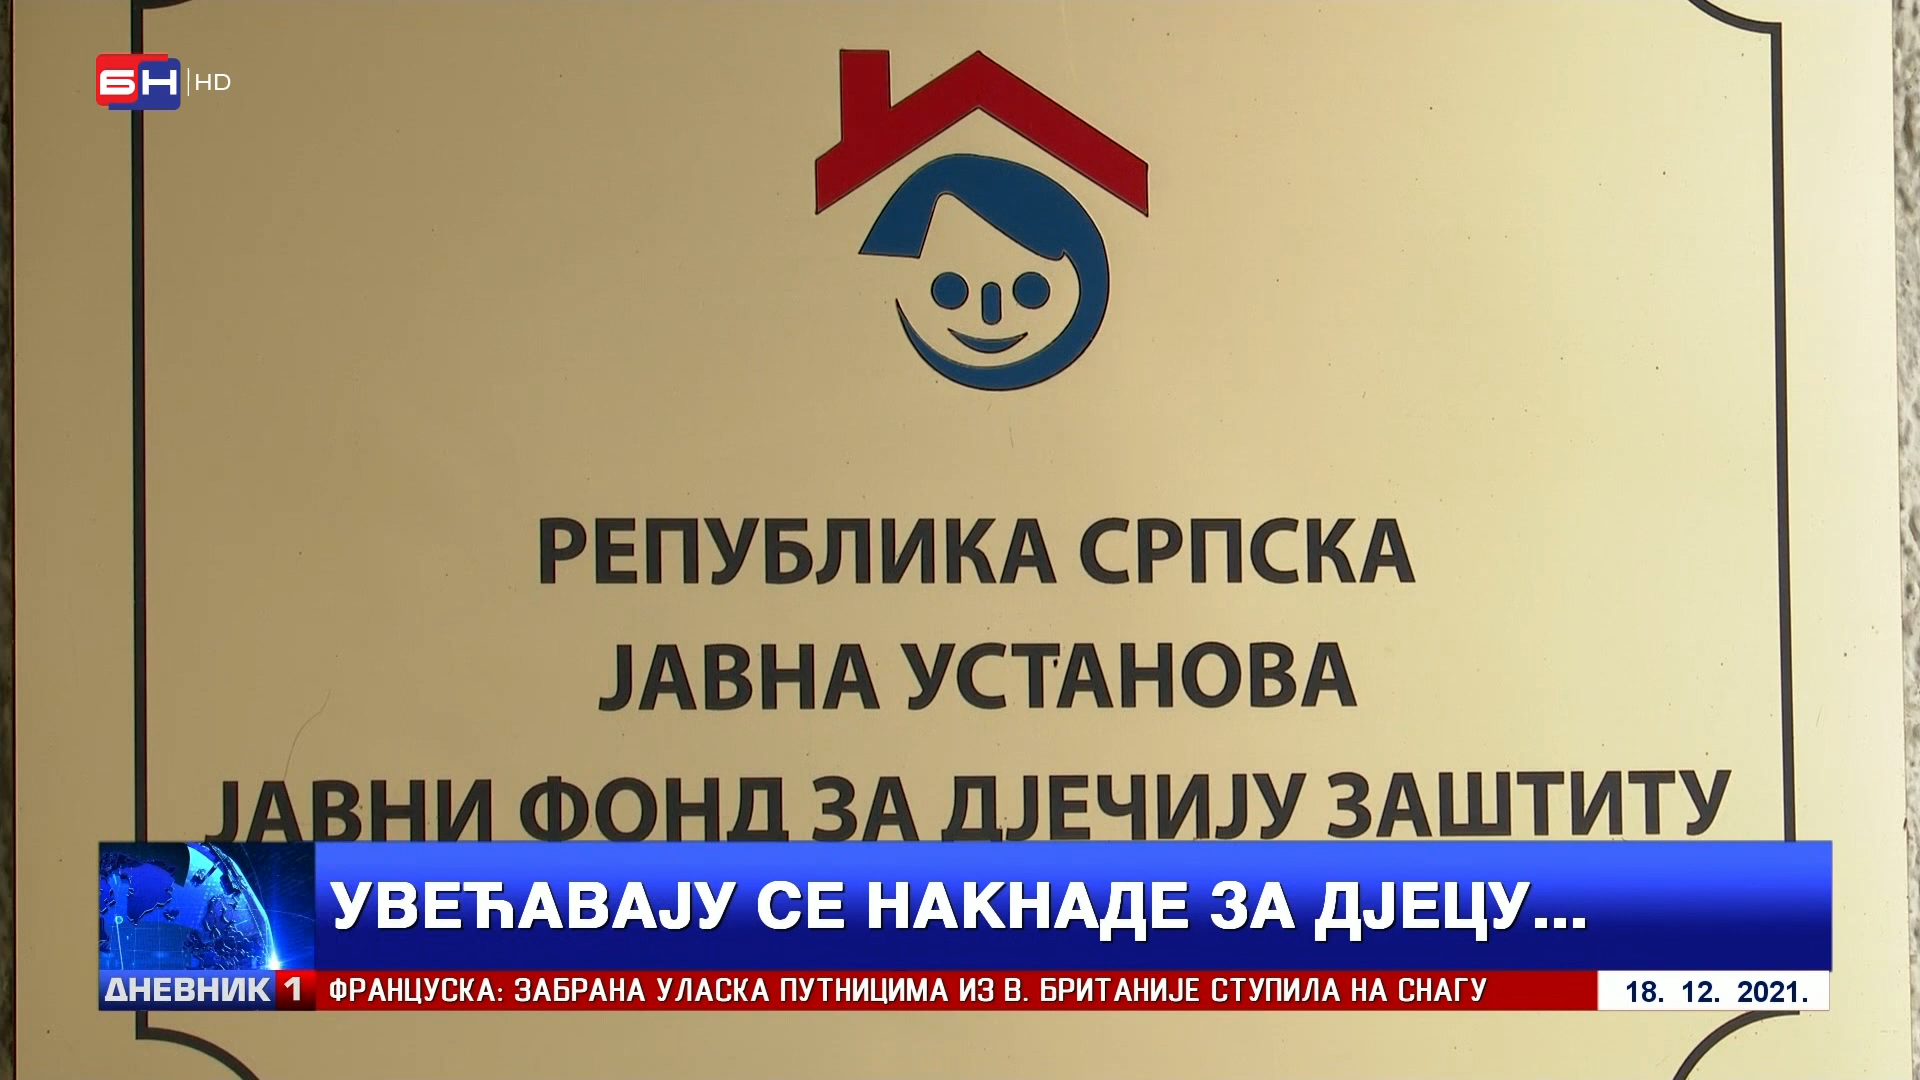 БН HD
РЕПУБЛИКА СРПСКА
ЈАВНА УСТАНОВА
ЈАВНИ ФОНД ЗА ДЈЕЧИЈУ ЗАШТИТУ
УВЕЋАВАЈУ СЕ НАКНАДЕ ЗА ДЈЕЦУ...
ДНЕВНИК 1 ФРАНЦУСКА: ЗАБРАНА УЛАСКА ПУТНИЦИМА ИЗ В. БРИТАНИЈЕ СТУПИЛА НА СНАГУ 18. 12. 2021.